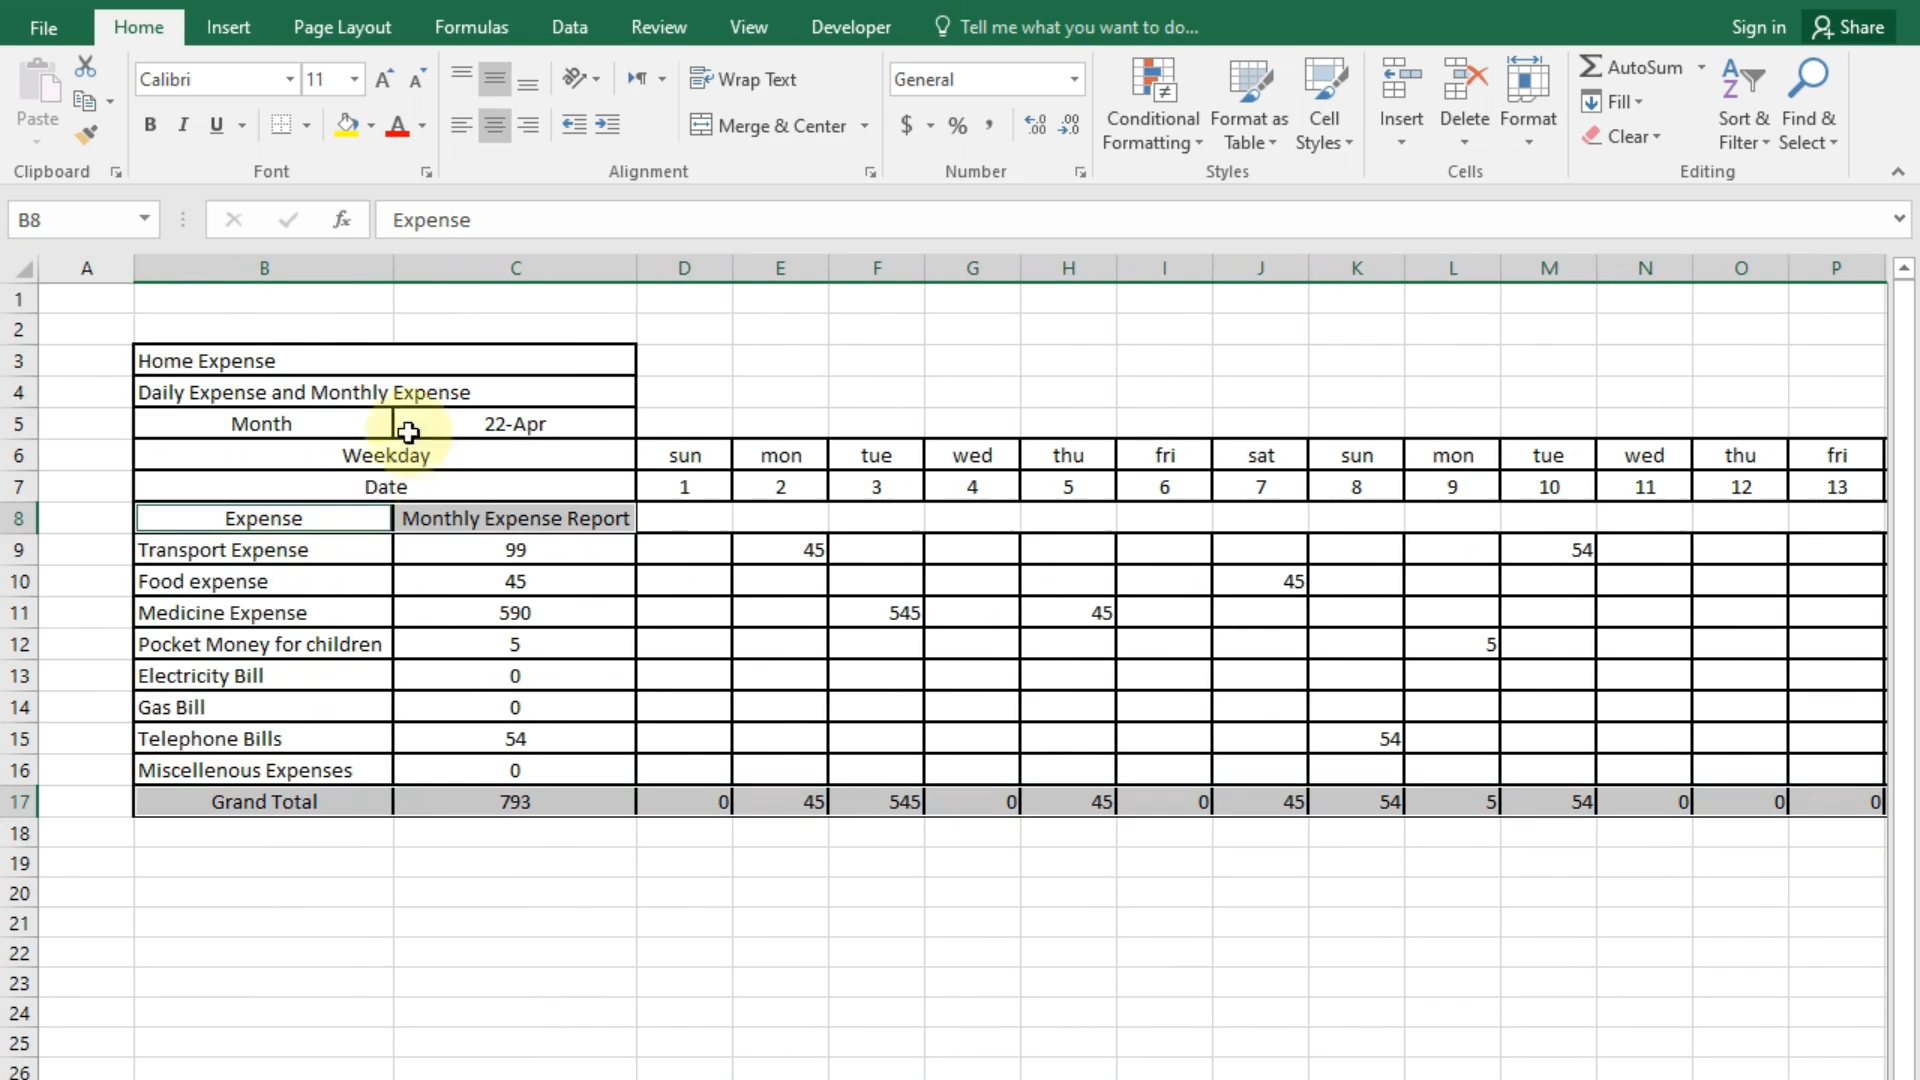 File Home Insert Page Layout Formulas Data Review View Developer Tell me what you want to do... Sign in Share
Calibri 11 A A Wrap Text General AutoSum
Paste B I U A Merge & Center $ % , .00 Conditional Formatting Format as Table Cell Styles Insert Delete Format Fill Clear Sort & Filter Find & Select
Clipboard Font Alignment Number Styles Cells Editing
B8 fx Expense
A B C D E F G H I J K L M N O P
1
2
3 Home Expense
4 Daily Expense and Monthly Expense
5 Month 22-Apr
6 Weekday sun mon tue wed thu fri sat sun mon tue wed thu fri
7 Date 1 2 3 4 5 6 7 8 9 10 11 12 13
8 Expense Monthly Expense Report
9 Transport Expense 99 45 54
10 Food expense 45 45
11 Medicine Expense 590 545 45
12 Pocket Money for children 5 5
13 Electricity Bill 0
14 Gas Bill 0
15 Telephone Bills 54 54
16 Miscellenous Expenses 0
17 Grand Total 793 0 45 545 0 45 0 45 54 5 54 0 0 0
18
19
20
21
22
23
24
25
26